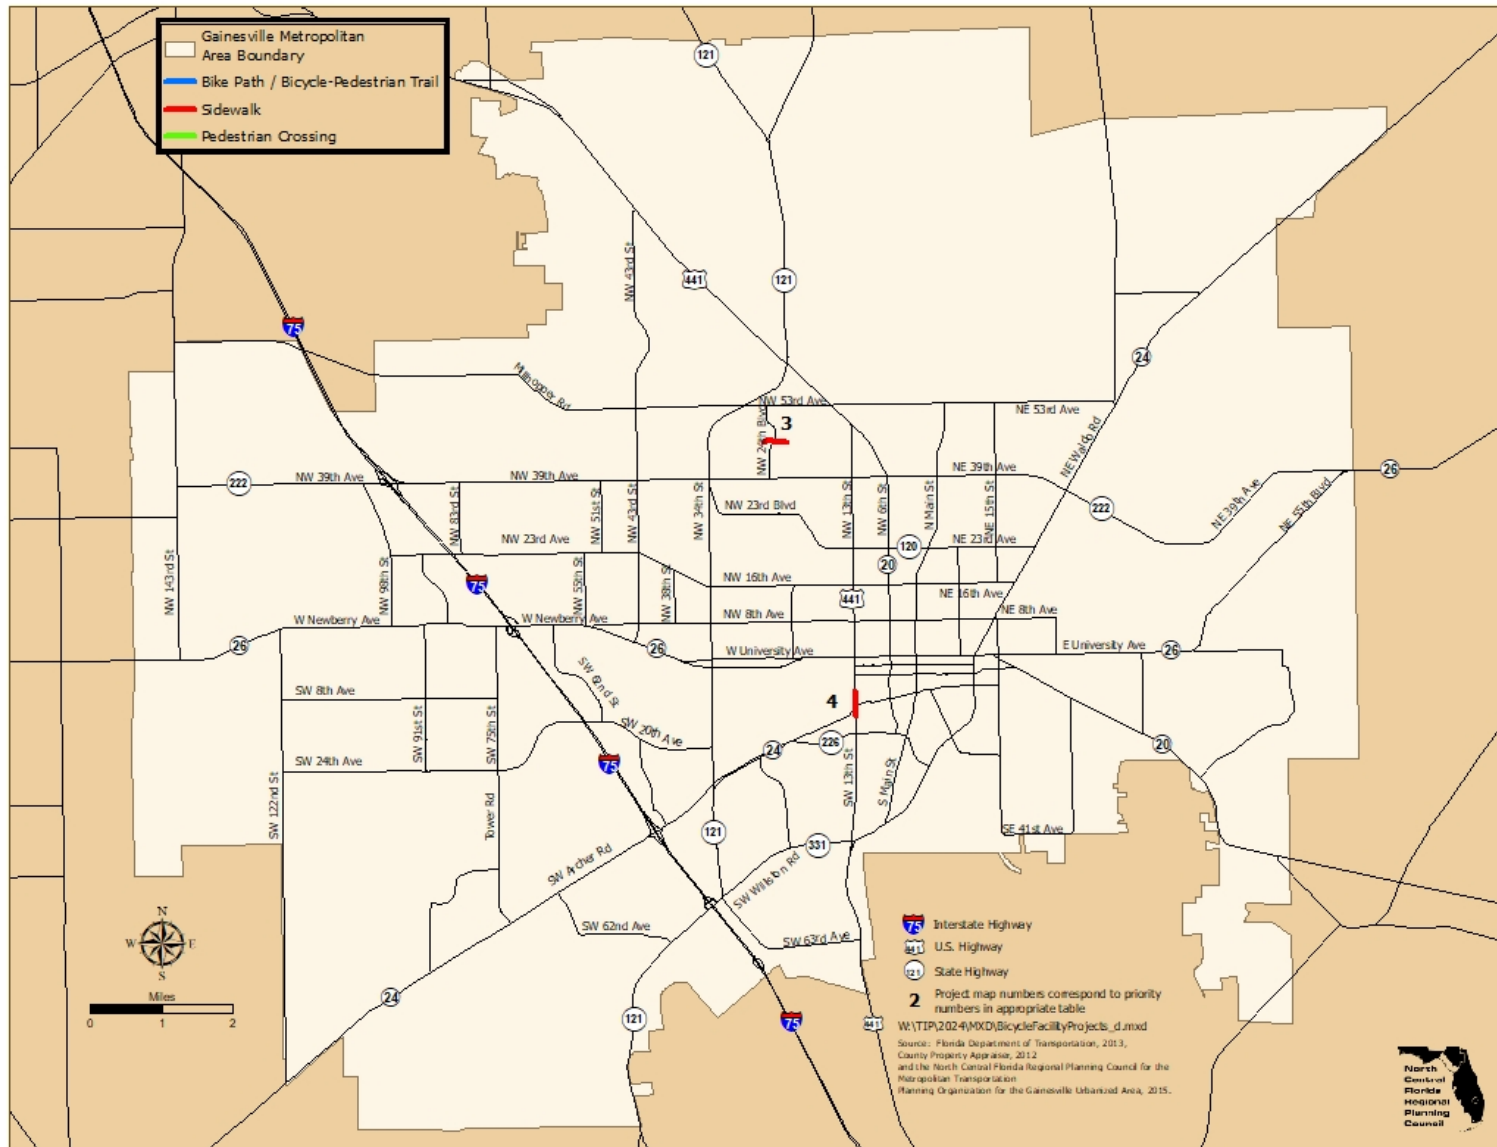 Gainesville Metropolitan
Area Boundary
Bike Path / Bicycle-Pedestrian Trail
Sidewalk
Pedestrian Crossing
121
NW 43rd St
441
121
75
24
Millhopper Rd
NW 53rd Ave
NE 53rd Ave
3
NW 24th Blvd
NE Waldo Rd
222
NW 39th Ave
NW 39th Ave
NE 39th Ave
26
NW 83rd St
NW 51st St
NW 43rd St
NW 34th St
NW 23rd Blvd
NW 13th St
NW 6th St
N Main St
NE 15th St
222
NE 39th Ave
NE 55th Blvd
NW 23rd Ave
120
NE 23rd Ave
20
NW 143rd St
NW 98th St
75
NW 55th St
NW 38th St
NW 16th Ave
NE 16th Ave
441
W Newberry Ave
W Newberry Ave
NW 8th Ave
NE 8th Ave
26
26
W University Ave
E University Ave
26
SW 62nd St
SW 8th Ave
4
SW 91st St
SW 75th St
SW 20th Ave
24
226
20
SW 24th Ave
75
SW 122nd St
Tower Rd
SW 13th St
S Main St
121
331
SE 41st Ave
SW Archer Rd
SW Williston Rd
SW 62nd Ave
SW 63rd Ave
N
W
E
S
Miles
0 1 2
24
121
75
441
75 Interstate Highway
441 U.S. Highway
121 State Highway
2 Project map numbers correspond to priority
numbers in appropriate table
W:\TIP\2024\MXD\BicycleFacilityProjects_d.mxd
Source: Florida Department of Transportation, 2013,
County Property Appraiser, 2012
and the North Central Florida Regional Planning Council for the
Metropolitan Transportation
Planning Organization for the Gainesville Urbanized Area, 2015.
North
Central
Florida
Regional
Planning
Council